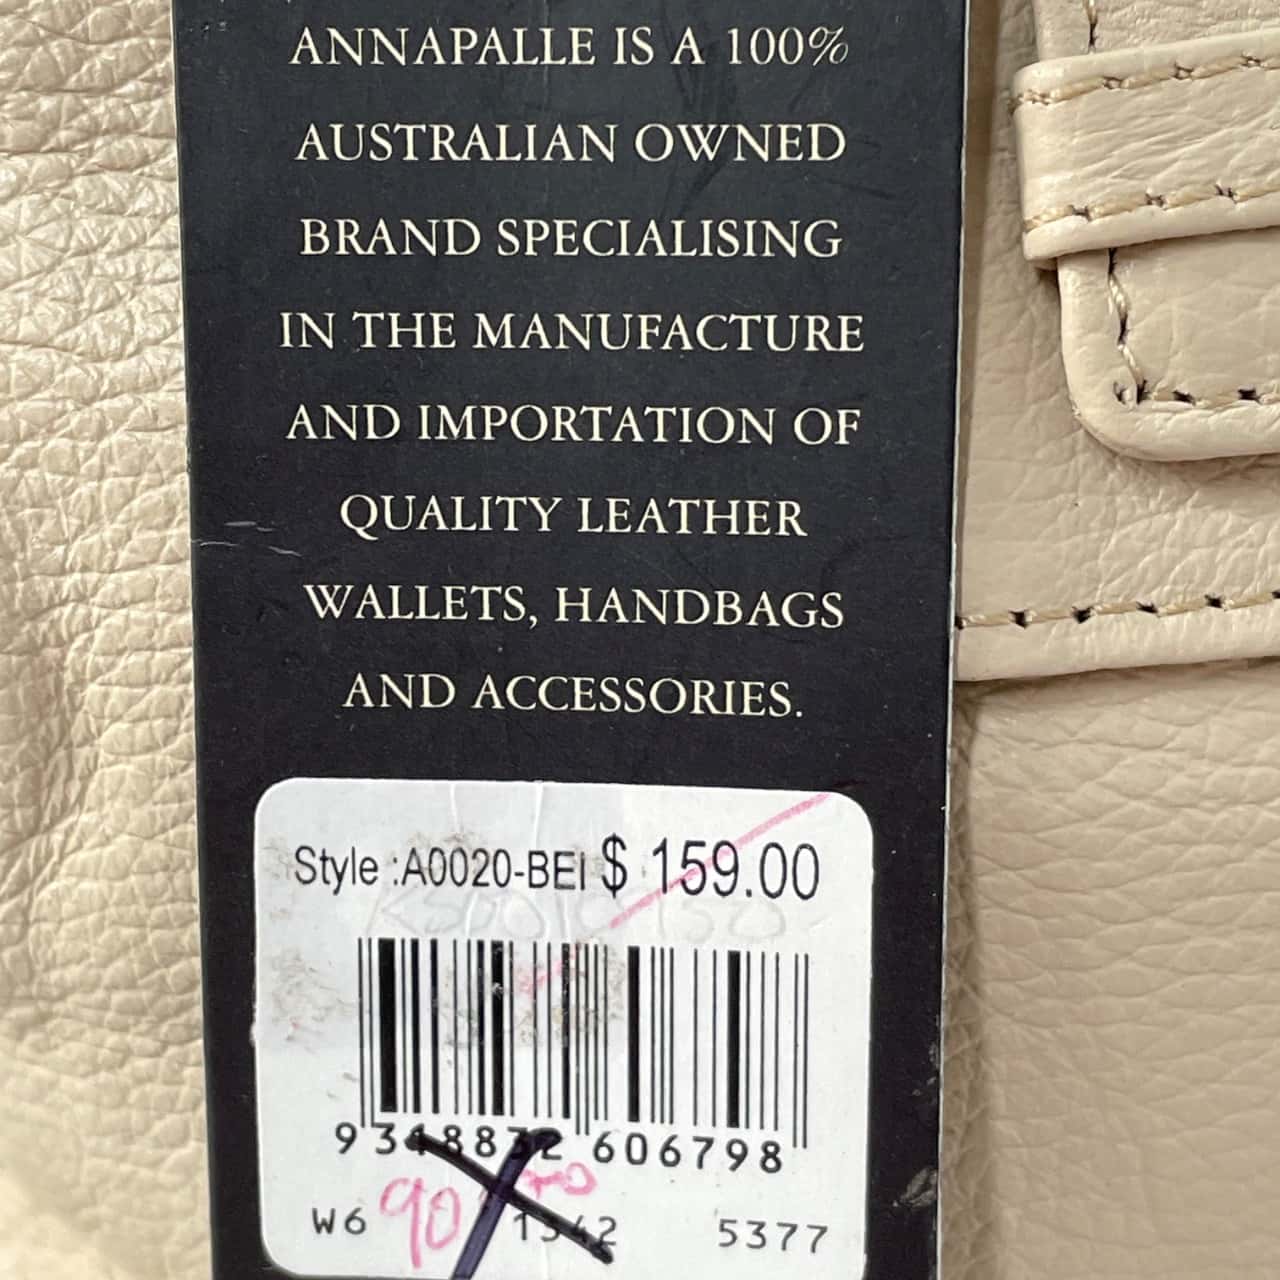 ANNAPALLE IS A 100%
AUSTRALIAN OWNED
BRAND SPECIALISING
IN THE MANUFACTURE
AND IMPORTATION OF
QUALITY LEATHER
WALLETS, HANDBAGS
AND ACCESSORIES.
Style :A0020-BEI $ 159.00
606798
W6 90 5377